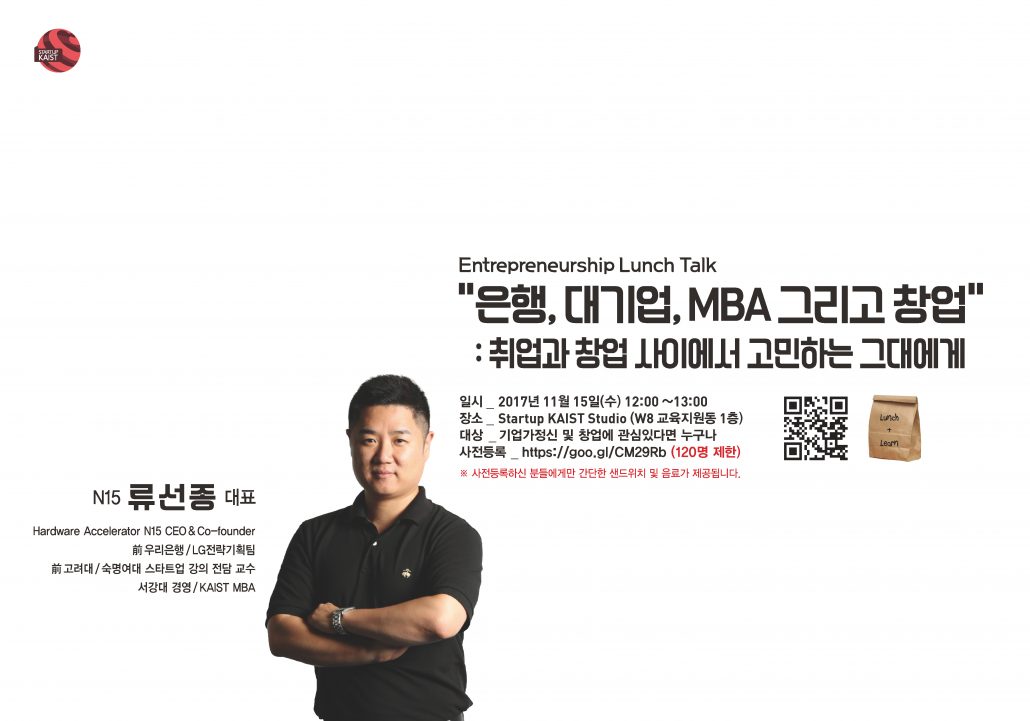 STARTUP
KAIST
Entrepreneurship Lunch Talk
"은행, 대기업, MBA 그리고 창업"
: 취업과 창업 사이에서 고민하는 그대에게
일시 _ 2017년 11월 15일(수) 12:00 ~13:00
장소 _ Startup KAIST Studio (W8 교육지원동 1층)
대상 _ 기업가정신 및 창업에 관심있다면 누구나
사전등록 _ https://goo.gl/CM29Rb (120명 제한)
※ 사전등록하신 분들에게만 간단한 샌드위치 및 음료가 제공됩니다.
Lunch
+
Learn
N15 류선종 대표
Hardware Accelerator N15 CEO & Co-founder
前 우리은행 / LG전략기획팀
前 고려대 / 숙명여대 스타트업 강의 전담 교수
서강대 경영 / KAIST MBA